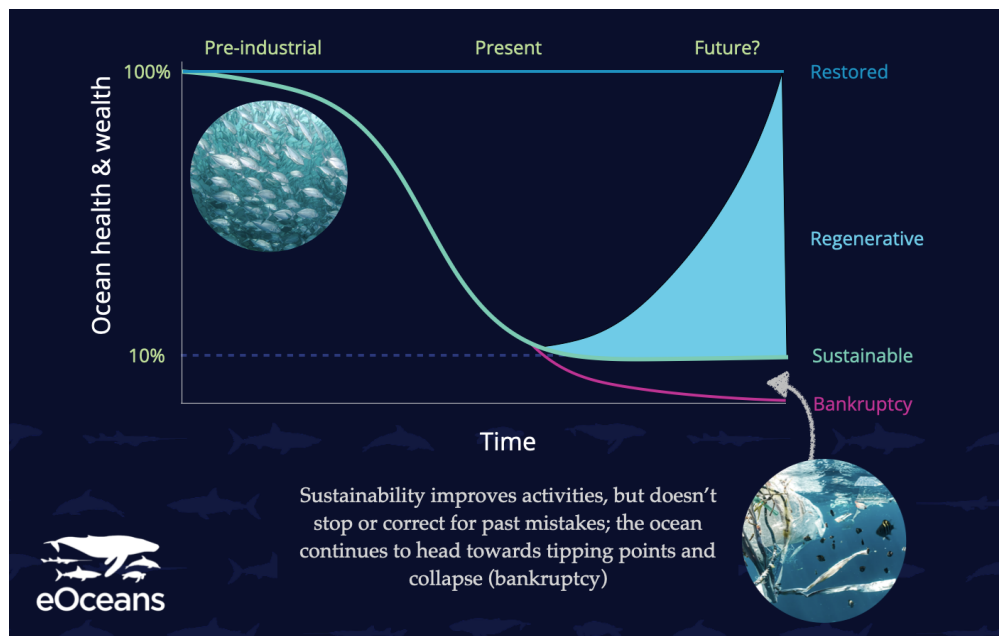 Pre-industrial
Present
Future?
100%
Restored
Ocean health & wealth
Regenerative
10%
Sustainable
Bankruptcy
Time
Sustainability improves activities, but doesn’t
stop or correct for past mistakes; the ocean
continues to head towards tipping points and
collapse (bankruptcy)
eOceans